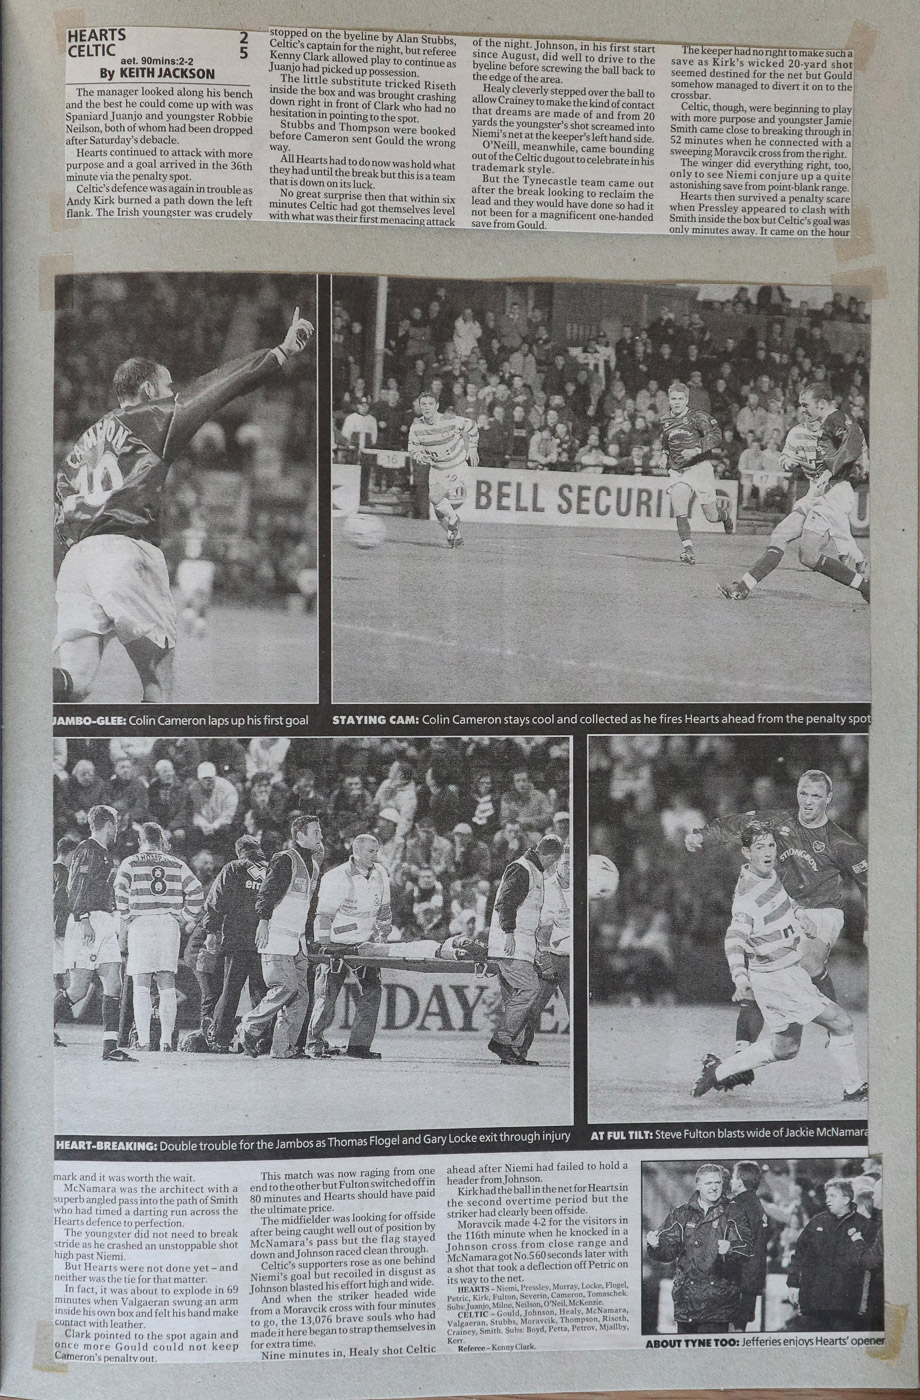 HEARTS 2
CELTIC 5
aet. 90mins:2-2
By KEITH JACKSON
The manager looked along his bench
and the best he could come up with was
Spaniard Juanjo and youngster Robbie
Neilson, both of whom had been dropped
after Saturday's debacle.
Hearts continued to attack with more
purpose and a goal arrived in the 36th
minute via the penalty spot.
Celtic's defence was again in trouble as
Andy Kirk burned a path down the left
flank. The Irish youngster was crudely
stopped on the byeline by Alan Stubbs,
Celtic's captain for the night, but referee
Kenny Clark allowed play to continue as
Juanjo had picked up possession.
The little substitute tricked Riseth
inside the box and was brought crashing
down right in front of Clark who had no
hesitation in pointing to the spot.
Stubbs and Thompson were booked
before Cameron sent Gould the wrong
way.
All Hearts had to do now was hold what
they had until the break but this is a team
that is down on its luck.
No great surprise then that within six
minutes Celtic had got themselves level
with what was their first menacing attack
of the night. Johnson, in his first start
since August, did well to drive to the
byeline before screwing the ball back to
the edge of the area.
Healy cleverly stepped over the ball to
allow Crainey to make the kind of contact
that dreams are made of and from 20
yards the youngster's shot screamed into
Niemi's net at the keeper's left hand side.
O'Neill, meanwhile, came bounding
out of the Celtic dugout to celebrate in his
trademark style.
But the Tynecastle team came out
after the break looking to reclaim the
lead and they would have done so had it
not been for a magnificent one-handed
save from Gould.
The keeper had no right to make such a
save as Kirk's wicked 20-yard shot
seemed destined for the net but Gould
somehow managed to divert it on to the
crossbar.
Celtic, though, were beginning to play
with more purpose and youngster Jamie
Smith came close to breaking through in
52 minutes when he connected with a
sweeping Moravcik cross from the right.
The winger did everything right, too,
only to see Niemi conjure up a quite
astonishing save from point-blank range.
Hearts then survived a penalty scare
when Pressley appeared to clash with
Smith inside the box but Celtic's goal was
only minutes away. It came on the hour
CAMERON
10
16
BELL SECURITY
17
JAMBO-GLEE: Colin Cameron laps up his first goal
STAYING CAM: Colin Cameron stays cool and collected as he fires Hearts ahead from the penalty spot
8
NDAY
STRONGBOW
HEART-BREAKING: Double trouble for the Jambos as Thomas Flogel and Gary Locke exit through injury
AT FUL TILT: Steve Fulton blasts wide of Jackie McNamara
mark and it was worth the wait.
McNamara was the architect with a
superb angled pass into the path of Smith
who had timed a darting run across the
Hearts defence to perfection.
The youngster did not need to break
stride as he crashed an unstoppable shot
high past Niemi.
But Hearts were not done yet – and
neither was the tie for that matter.
In fact, it was about to explode in 69
minutes when Valgaeran swung an arm
inside his own box and felt his hand make
contact with leather.
Clark pointed to the spot again and
once more Gould could not keep
Cameron's penalty out.
This match was now raging from one
end to the other but Fulton switched off in
80 minutes and Hearts should have paid
the ultimate price.
The midfielder was looking for offside
after being caught well out of position by
McNamara's pass but the flag stayed
down and Johnson raced clean through.
Celtic's supporters rose as one behind
Niemi's goal but recoiled in disgust as
Johnson blasted his effort high and wide.
And when the striker headed wide
from a Moravcik cross with four minutes
to go, the 13,076 brave souls who had
made it here began to strap themselves in
for extra time.
Nine minutes in, Healy shot Celtic
ahead after Niemi had failed to hold a
header from Johnson.
Kirk had the ball in the net for Hearts in
the second overtime period but the
striker had clearly been offside.
Moravcik made 4-2 for the visitors in
the 116th minute when he knocked in a
Johnson cross from close range and
McNamara got No.5 60 seconds later with
a shot that took a deflection off Petric on
its way to the net.
HEARTS – Niemi, Pressley, Murray, Locke, Flogel,
Petric, Kirk, Fulton, Severin, Cameron, Tomaschek.
Subs: Juanjo, Milne, Neilson, O'Neil, McKenzie.
CELTIC – Gould, Johnson, Healy, McNamara,
Valgaeran, Stubbs, Moravcik, Thompson, Riseth,
Crainey, Smith. Subs: Boyd, Petta, Petrov, Mjallby,
Kerr.
Referee – Kenny Clark.
ABOUT TYNE TOO: Jefferies enjoys Hearts' opener